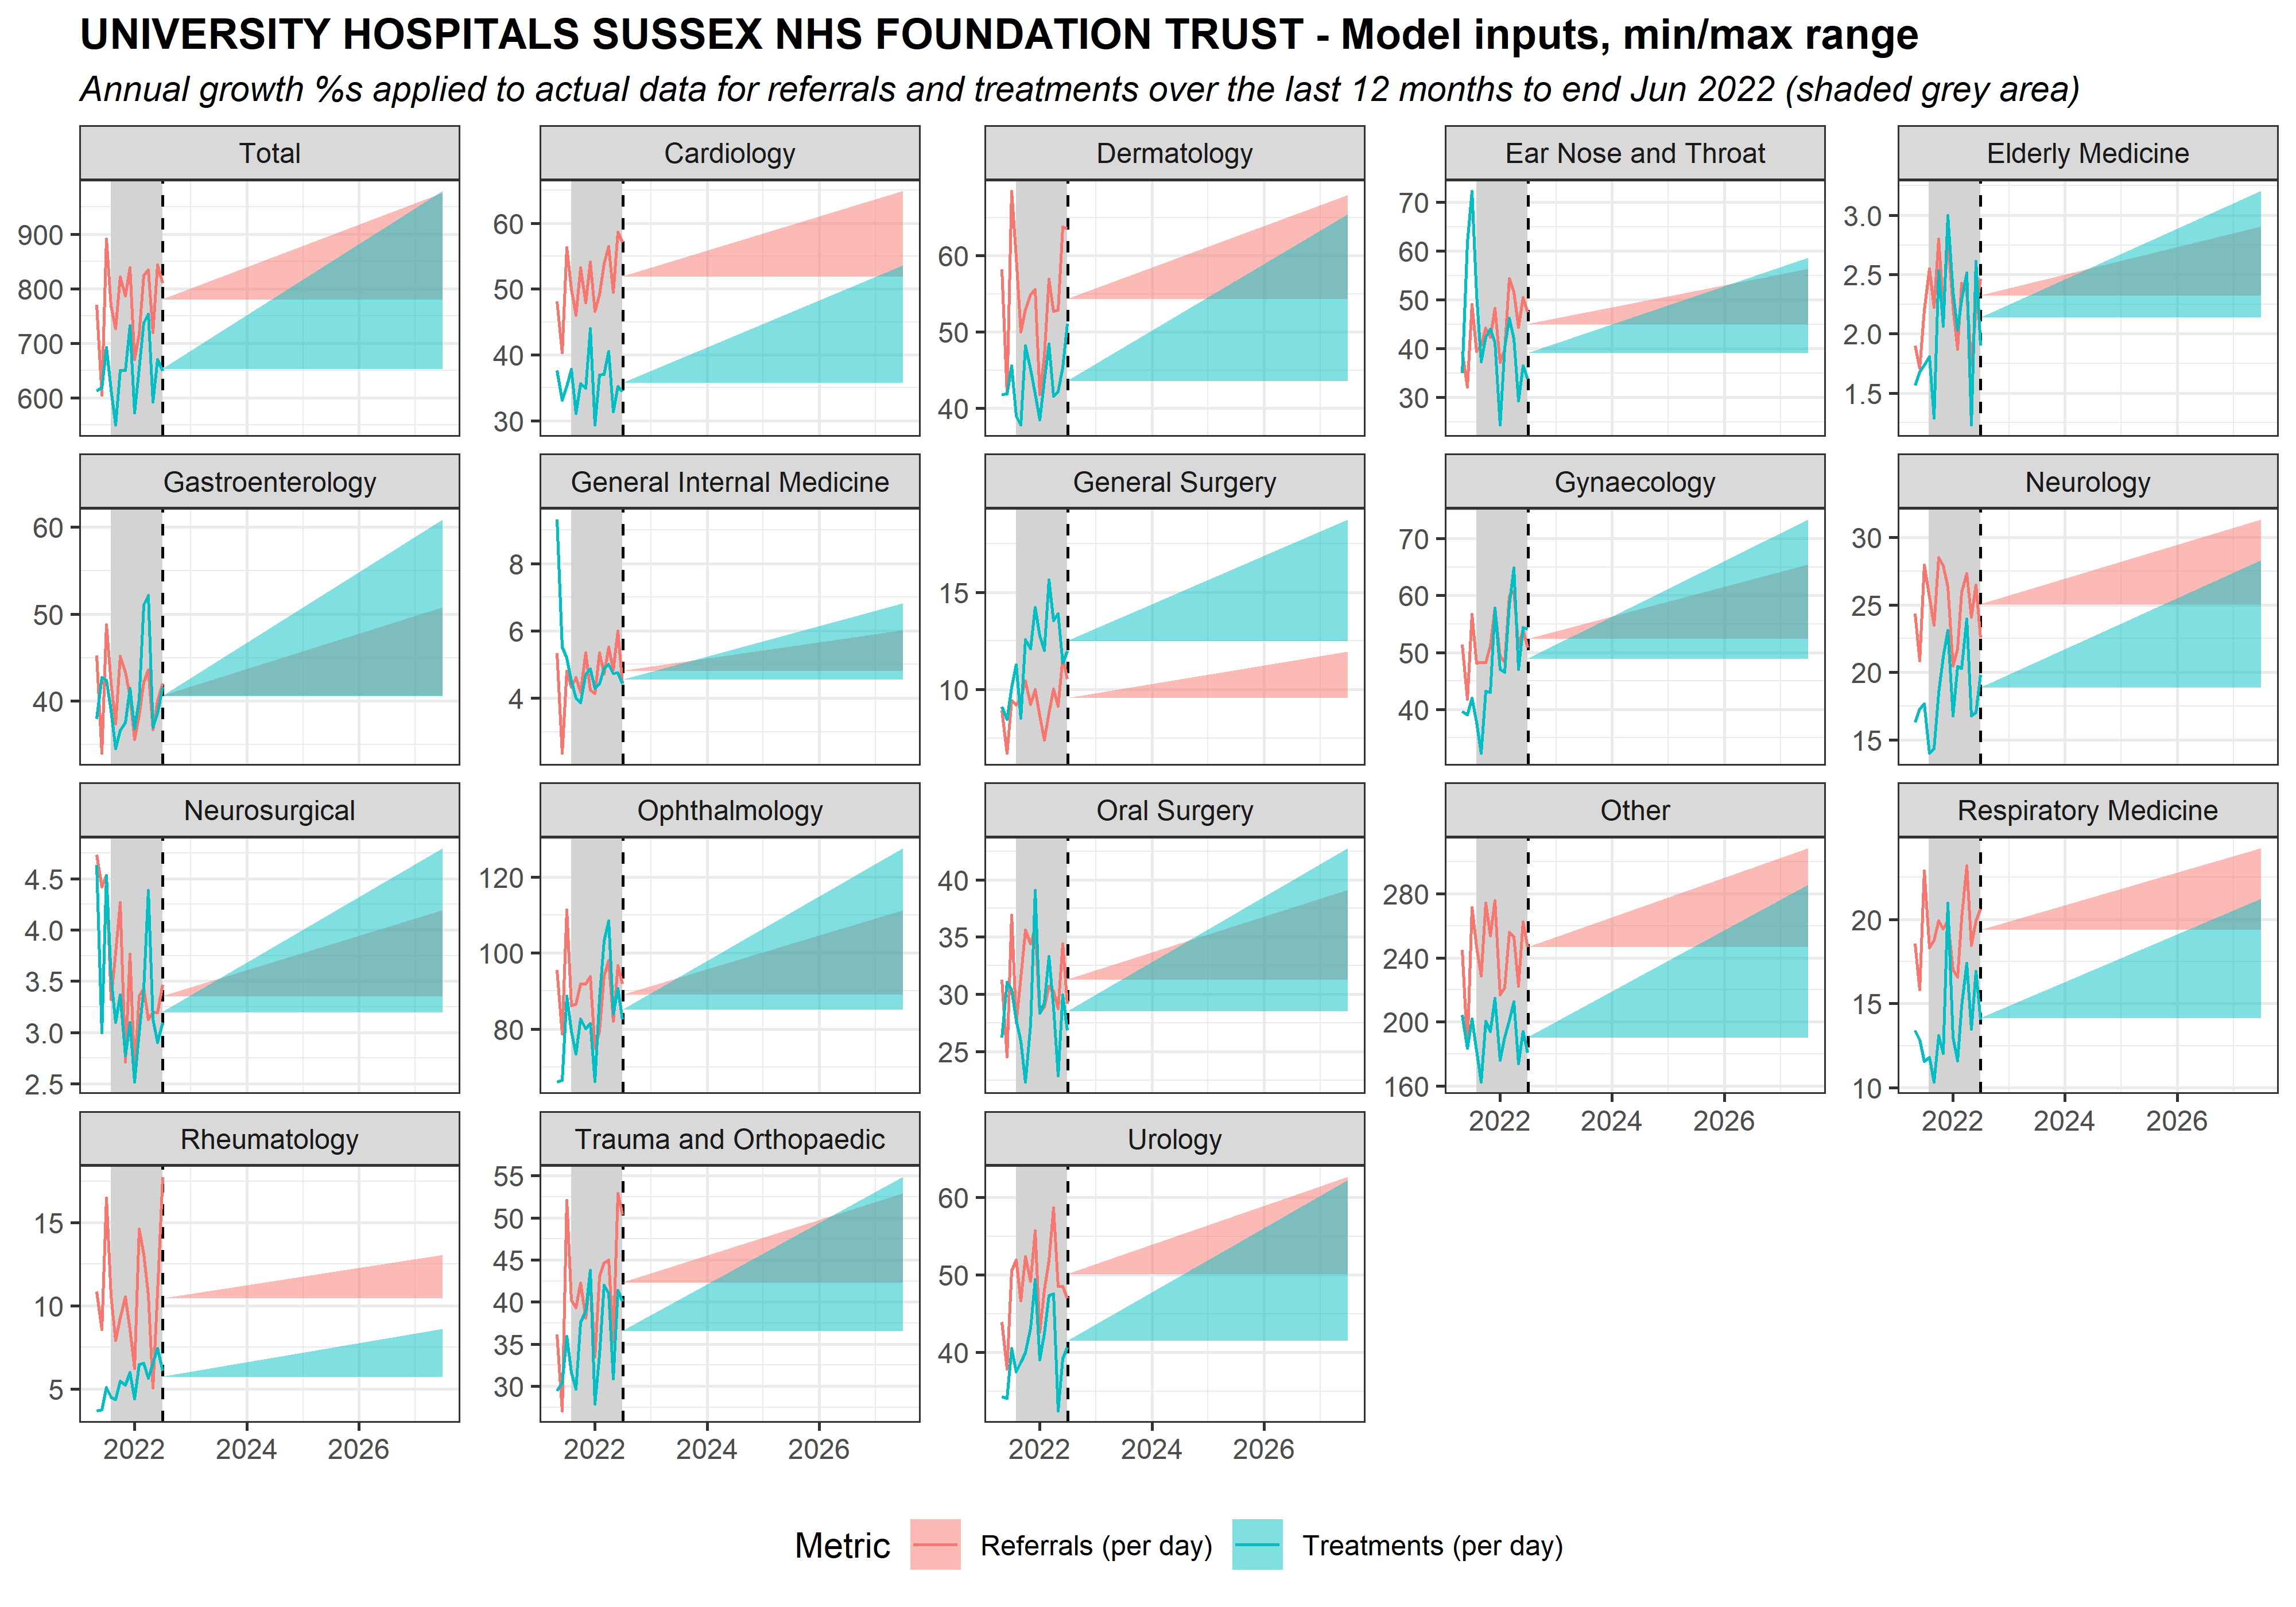 UNIVERSITY HOSPITALS SUSSEX NHS FOUNDATION TRUST - Model inputs, min/max range
Annual growth %s applied to actual data for referrals and treatments over the last 12 months to end Jun 2022 (shaded grey area)
Total
900
800
700
600
Cardiology
60
50
40
30
Dermatology
60
50
40
Ear Nose and Throat
70
60
50
40
30
Elderly Medicine
3.0
2.5
2.0
1.5
Gastroenterology
60
50
40
General Internal Medicine
8
6
4
General Surgery
15
10
Gynaecology
70
60
50
40
Neurology
30
25
20
15
Neurosurgical
4.5
4.0
3.5
3.0
2.5
Ophthalmology
120
100
80
Oral Surgery
40
35
30
25
Other
280
240
200
160
2022 2024 2026
Respiratory Medicine
20
15
10
2022 2024 2026
Rheumatology
15
10
5
2022 2024 2026
Trauma and Orthopaedic
55
50
45
40
35
30
2022 2024 2026
Urology
60
50
40
2022 2024 2026
Metric Referrals (per day) Treatments (per day)